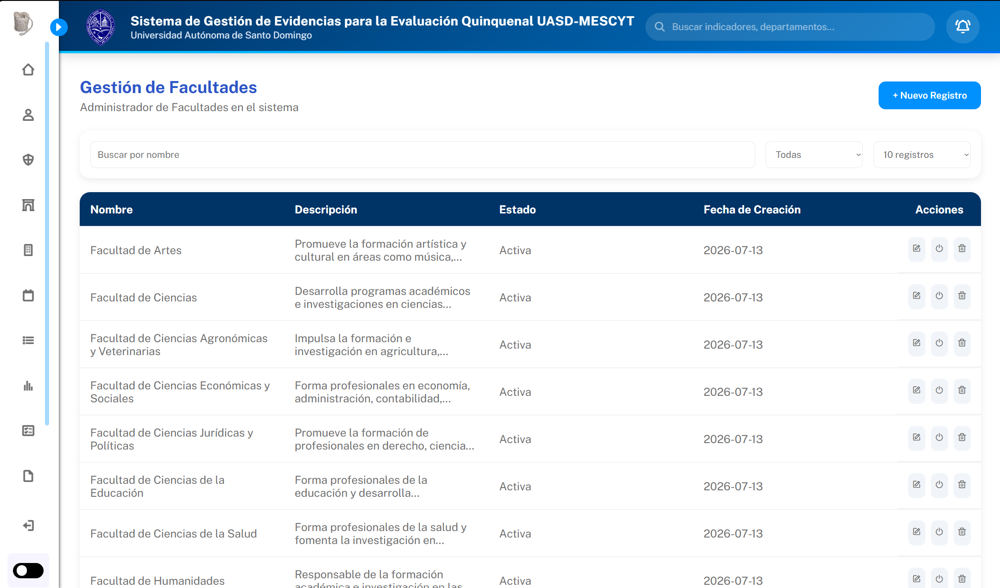 Sistema de Gestión de Evidencias para la Evaluación Quinquenal UASD-MESCYT
Universidad Autónoma de Santo Domingo
Buscar indicadores, departamentos...
Gestión de Facultades
Administrador de Facultades en el sistema
+ Nuevo Registro
Buscar por nombre
Todas
10 registros
Nombre Descripción Estado Fecha de Creación Acciones
Facultad de Artes
Promueve la formación artística y
cultural en áreas como música,...
Activa
2026-07-13
Facultad de Ciencias
Desarrolla programas académicos
e investigaciones en ciencias...
Activa
2026-07-13
Facultad de Ciencias Agronómicas
y Veterinarias
Impulsa la formación e
investigación en agricultura,...
Activa
2026-07-13
Facultad de Ciencias Económicas y
Sociales
Forma profesionales en economía,
administración, contabilidad,...
Activa
2026-07-13
Facultad de Ciencias Jurídicas y
Políticas
Promueve la formación de
profesionales en derecho, ciencia...
Activa
2026-07-13
Facultad de Ciencias de la
Educación
Forma profesionales de la
educación y desarrolla...
Activa
2026-07-13
Facultad de Ciencias de la Salud
Forma profesionales de la salud y
fomenta la investigación en...
Activa
2026-07-13
Facultad de Humanidades
Responsable de la formación
académica e investigación en las
Activa
2026-07-13